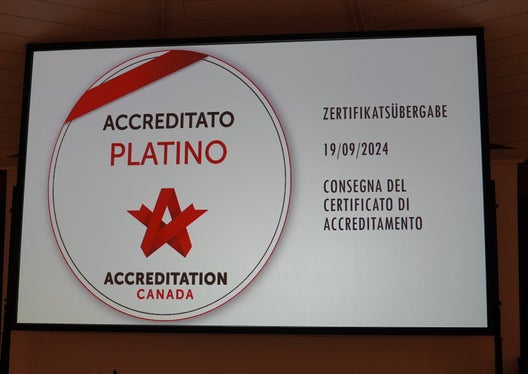 ACCREDITATO
PLATINO
ACCREDITATION
CANADA
ZERTIFIKATSÜBERGABE
19/09/2024
CONSEGNA DEL
CERTIFICATO DI
ACCREDITAMENTO